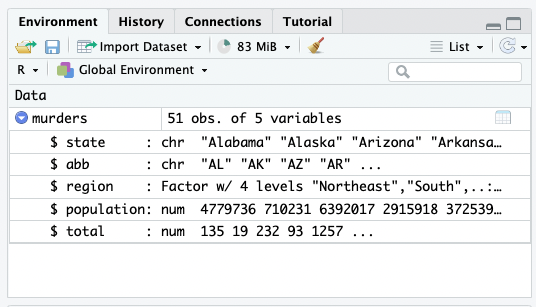 Environment History Connections Tutorial
Import Dataset 83 MiB List
R Global Environment
Data
murders 51 obs. of 5 variables
$ state : chr "Alabama" "Alaska" "Arizona" "Arkansa…
$ abb : chr "AL" "AK" "AZ" "AR" ...
$ region : Factor w/ 4 levels "Northeast","South",..:…
$ population: num 4779736 710231 6392017 2915918 372539…
$ total : num 135 19 232 93 1257 ...